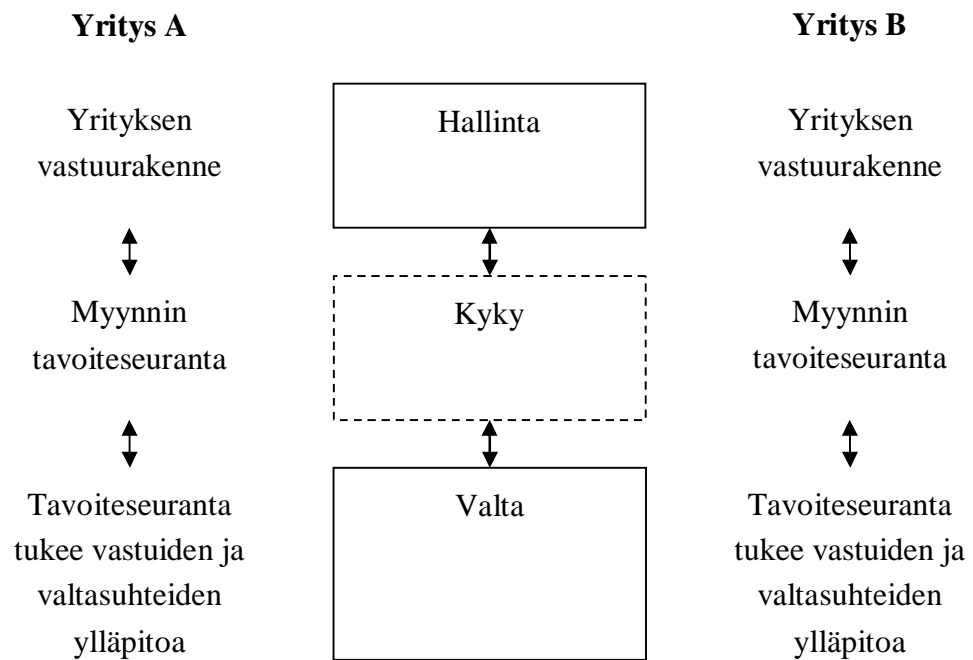 Yritys A
Yritys B
Yrityksen
vastuurakenne
Hallinta
Yrityksen
vastuurakenne
Myynnin
tavoiteseuranta
Kyky
Myynnin
tavoiteseuranta
Tavoiteseuranta
tukee vastuiden ja
valtasuhteiden
ylläpitoa
Valta
Tavoiteseuranta
tukee vastuiden ja
valtasuhteiden
ylläpitoa